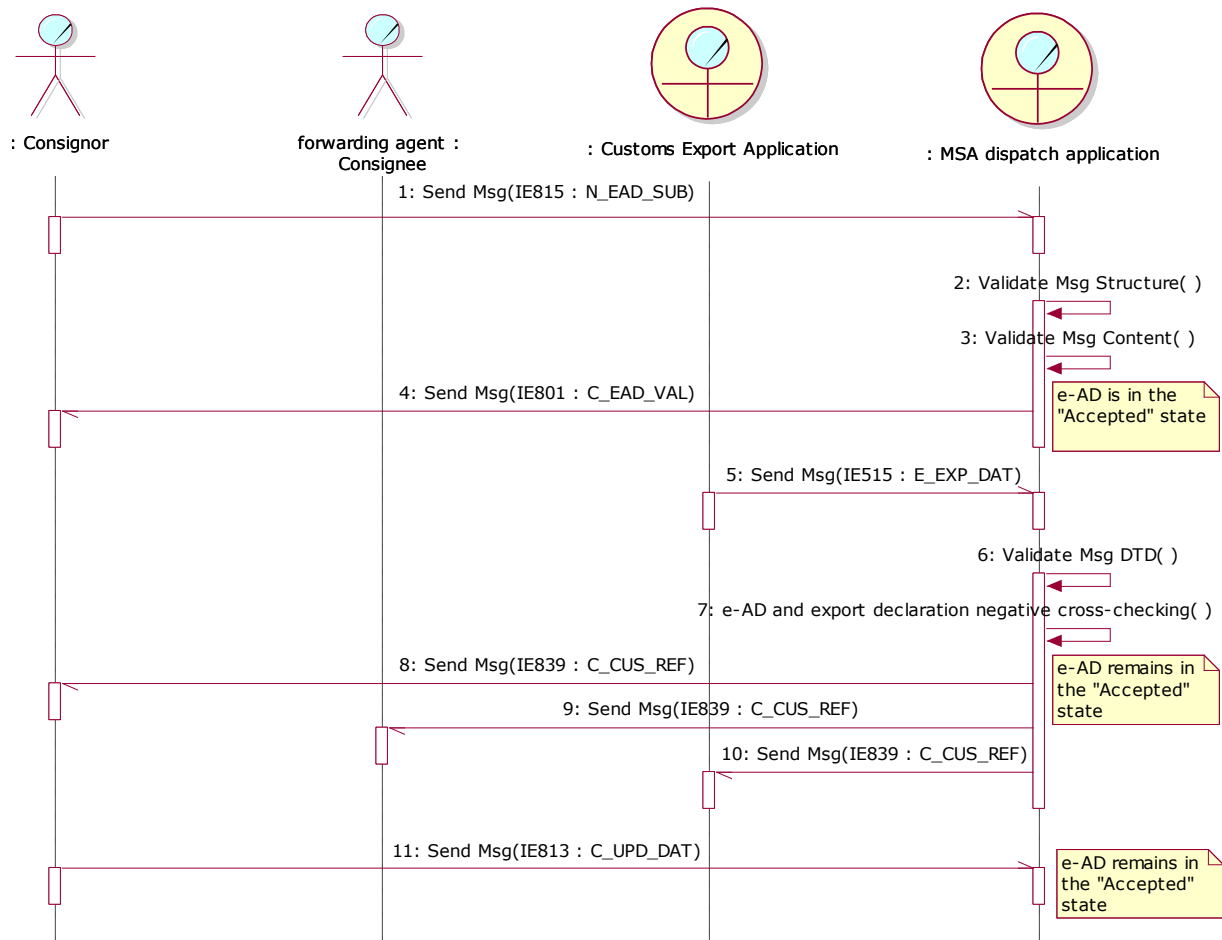 : Consignor
forwarding agent :
Consignee
: Customs Export Application
: MSA dispatch application
1: Send Msg(IE815 : N_EAD_SUB)
2: Validate Msg Structure( )
3: Validate Msg Content( )
4: Send Msg(IE801 : C_EAD_VAL)
e-AD is in the
"Accepted" state
5: Send Msg(IE515 : E_EXP_DAT)
6: Validate Msg DTD( )
7: e-AD and export declaration negative cross-checking( )
8: Send Msg(IE839 : C_CUS_REF)
e-AD remains in
the "Accepted"
state
9: Send Msg(IE839 : C_CUS_REF)
10: Send Msg(IE839 : C_CUS_REF)
11: Send Msg(IE813 : C_UPD_DAT)
e-AD remains in
the "Accepted"
state